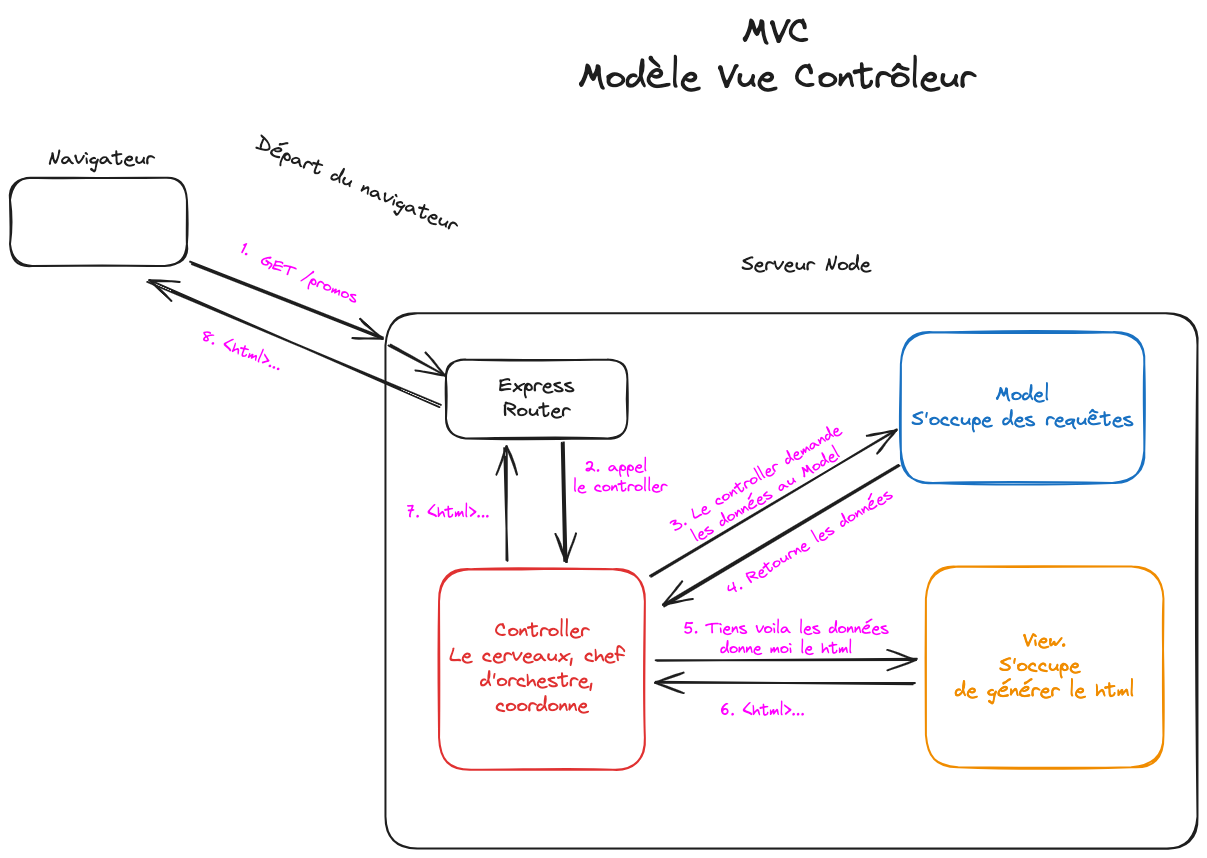 MVC
Modèle Vue Contrôleur
Navigateur
Départ du navigateur
1. GET /promos
8. <html>...
Serveur Node
Express
Router
2. appel
le controller
7. <html>...
3. Le controller demande
les données au Model
4. Retourne les données
Model
S'occupe des requêtes
Controller
Le cerveaux, chef
d'orchestre,
coordonne
5. Tiens voila les données
donne moi le html
6. <html>...
View.
S'occupe
de générer le html